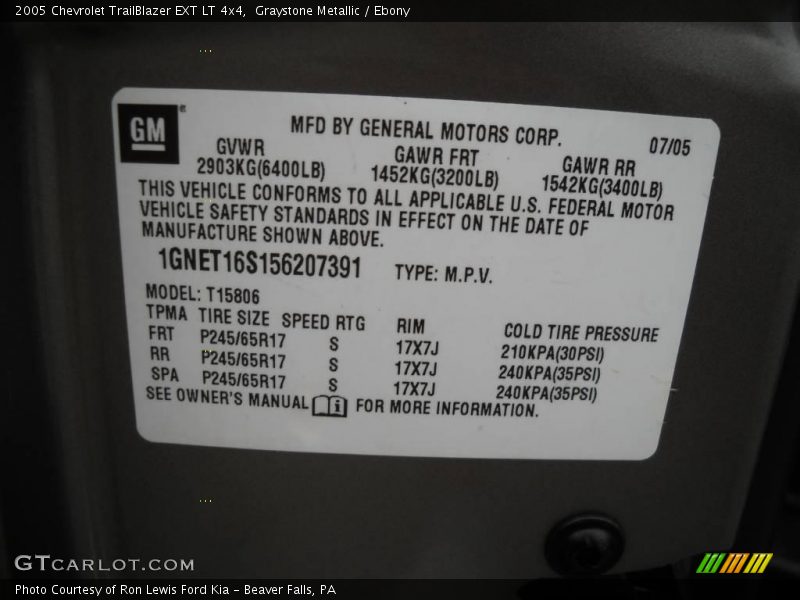 2005 Chevrolet TrailBlazer EXT LT 4x4, Graystone Metallic / Ebony
GM®
MFD BY GENERAL MOTORS CORP. 07/05
GVWR GAWR FRT GAWR RR
2903KG(6400LB) 1452KG(3200LB) 1542KG(3400LB)
THIS VEHICLE CONFORMS TO ALL APPLICABLE U.S. FEDERAL MOTOR
VEHICLE SAFETY STANDARDS IN EFFECT ON THE DATE OF
MANUFACTURE SHOWN ABOVE.
1GNET16S156207391 TYPE: M.P.V.
MODEL: T15806
TPMA TIRE SIZE SPEED RTG RIM COLD TIRE PRESSURE
FRT P245/65R17 S 17X7J 210KPA(30PSI)
RR P245/65R17 S 17X7J 240KPA(35PSI)
SPA P245/65R17 S 17X7J 240KPA(35PSI)
SEE OWNER'S MANUAL i FOR MORE INFORMATION.
GTCARLOT.COM
Photo Courtesy of Ron Lewis Ford Kia - Beaver Falls, PA